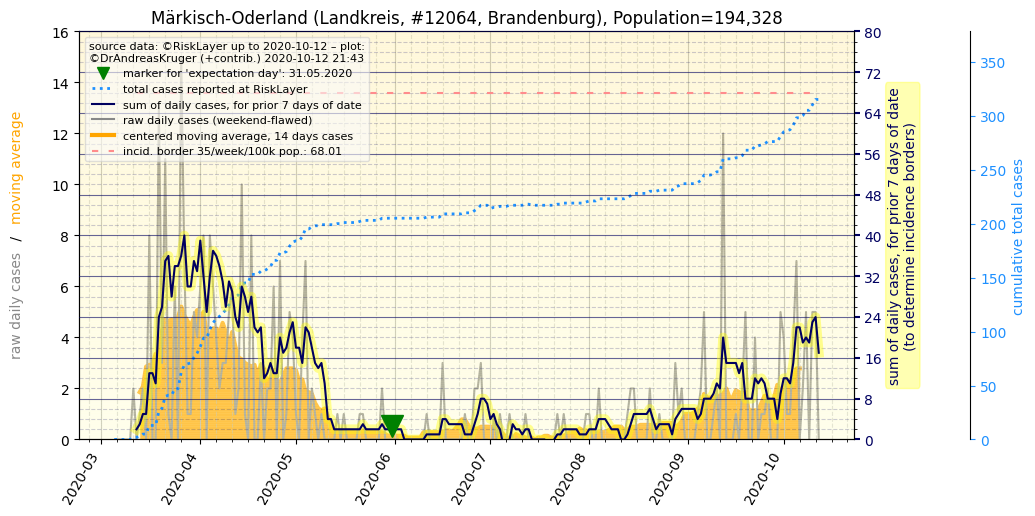 Märkisch-Oderland (Landkreis, #12064, Brandenburg), Population=194,328
source data: ©RiskLayer up to 2020-10-12 – plot:
©DrAndreasKruger (+contrib.) 2020-10-12 21:43
marker for 'expectation day': 31.05.2020
total cases reported at RiskLayer
sum of daily cases, for prior 7 days of date
raw daily cases (weekend-flawed)
centered moving average, 14 days cases
incid. border 35/week/100k pop.: 68.01
raw daily cases / moving average
16
14
12
10
8
6
4
2
0
2020-03
2020-04
2020-05
2020-06
2020-07
2020-08
2020-09
2020-10
80
72
64
56
48
40
32
24
16
8
0
sum of daily cases, for prior 7 days of date
(to determine incidence borders)
350
300
250
200
150
100
50
0
cumulative total cases